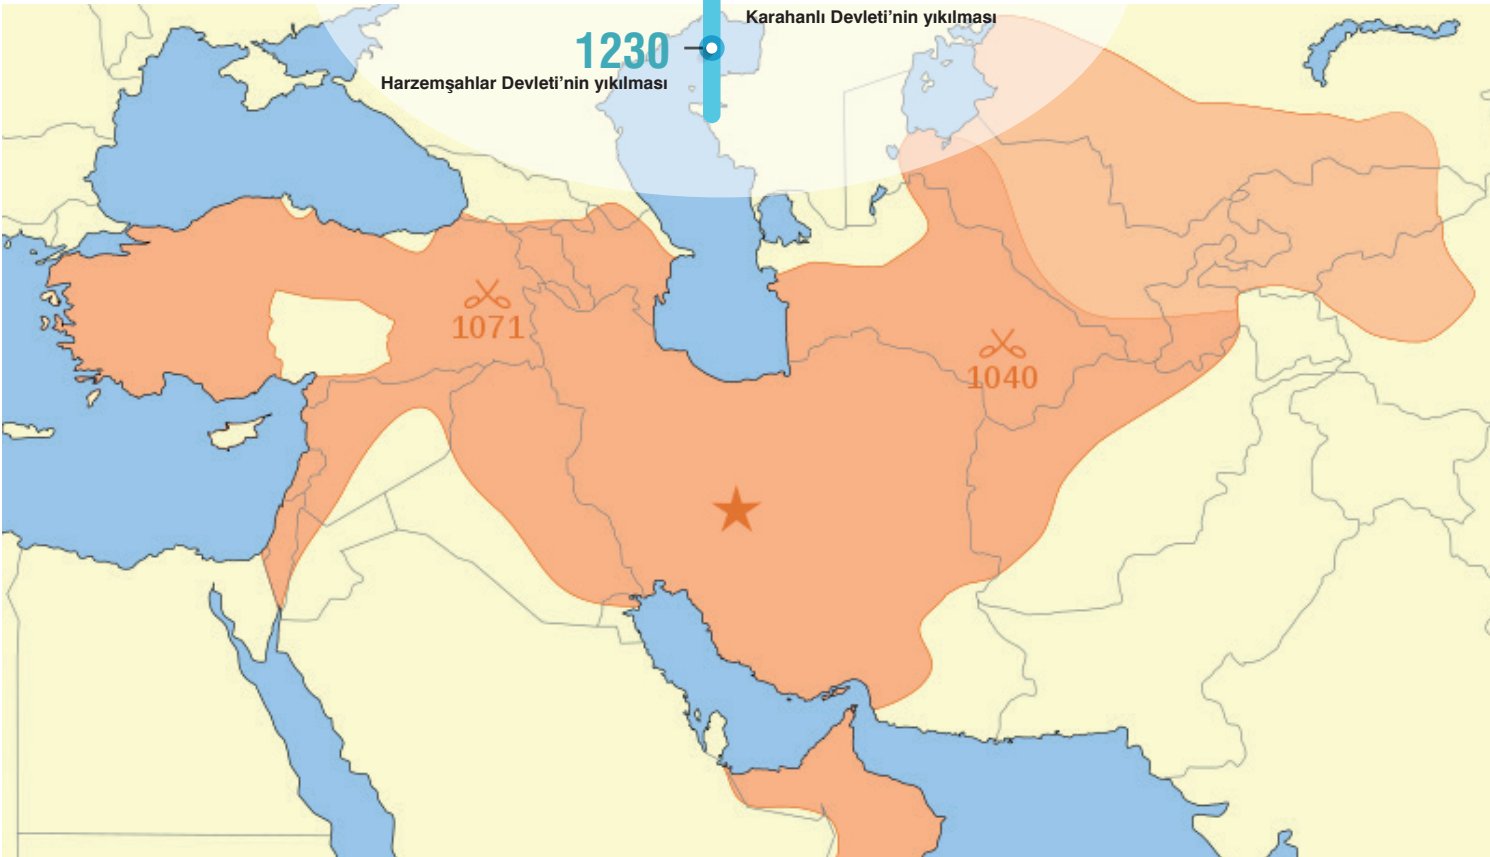 Karahanlı Devleti’nin yıkılması
1230
Harzemşahlar Devleti’nin yıkılması
1071
1040